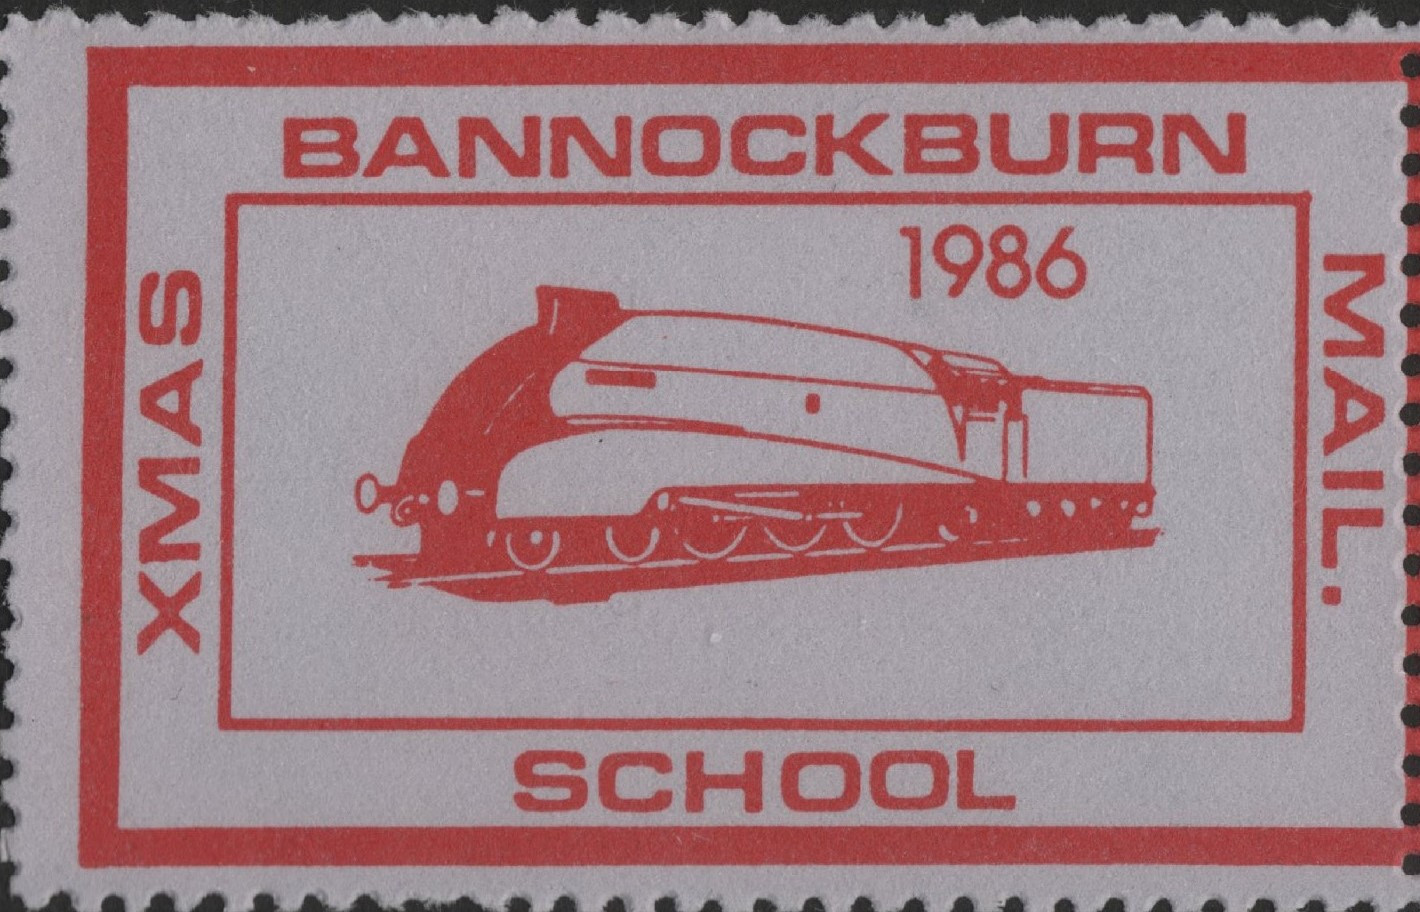 BANNOCKBURN
1986
XMAS
MAIL.
SCHOOL